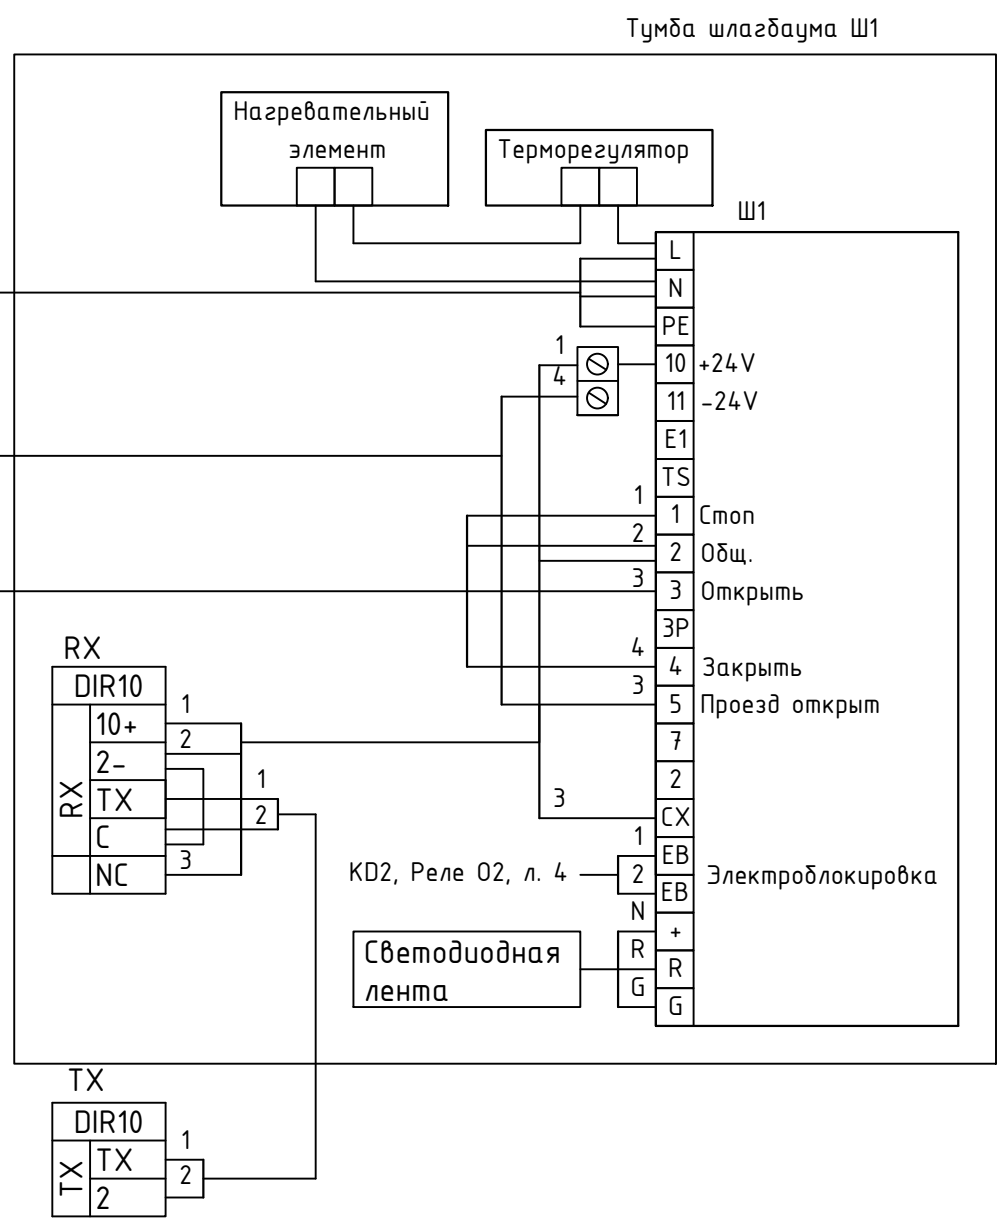 Тумба шлагбаума Ш1
Нагревательный
элемент
Терморегулятор
Ш1
L
N
PE
1
10 +24V
4
11 -24V
E1
TS
1
1 Стоп
2
2 Общ.
3
3 Открыть
3P
4
4 Закрыть
3
5 Проезд открыт
7
2
3
CX
1
EB
KD2, Реле О2, л. 4
2
EB
Электроблокировка
N
+
R
R
G
G
Светодиодная
лента
RX
DIR10
RX
10+
1
2-
2
TX
1
C
2
NC
3
TX
DIR10
TX
TX
1
2
2